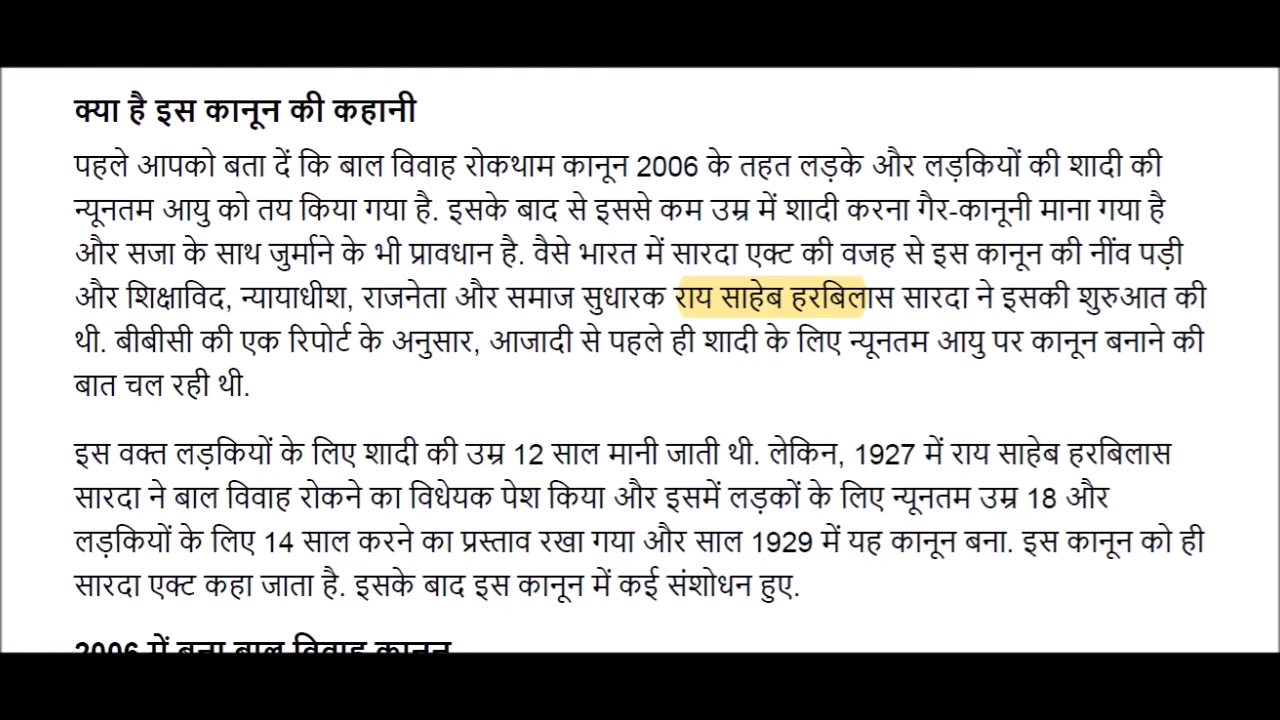 क्या है इस कानून की कहानी
पहले आपको बता दें कि बाल विवाह रोकथाम कानून 2006 के तहत लड़के और लड़कियों की शादी की
न्यूनतम आयु को तय किया गया है. इसके बाद से इससे कम उम्र में शादी करना गैर-कानूनी माना गया है
और सजा के साथ जुर्माने के भी प्रावधान है. वैसे भारत में सारदा एक्ट की वजह से इस कानून की नींव पड़ी
और शिक्षाविद, न्यायाधीश, राजनेता और समाज सुधारक राय साहेब हरबिलास सारदा ने इसकी शुरुआत की
थी. बीबीसी की एक रिपोर्ट के अनुसार, आजादी से पहले ही शादी के लिए न्यूनतम आयु पर कानून बनाने की
बात चल रही थी.
इस वक्त लड़कियों के लिए शादी की उम्र 12 साल मानी जाती थी. लेकिन, 1927 में राय साहेब हरबिलास
सारदा ने बाल विवाह रोकने का विधेयक पेश किया और इसमें लड़कों के लिए न्यूनतम उम्र 18 और
लड़कियों के लिए 14 साल करने का प्रस्ताव रखा गया और साल 1929 में यह कानून बना. इस कानून को ही
सारदा एक्ट कहा जाता है. इसके बाद इस कानून में कई संशोधन हुए.
2006 में बना बाल विवाह कानून